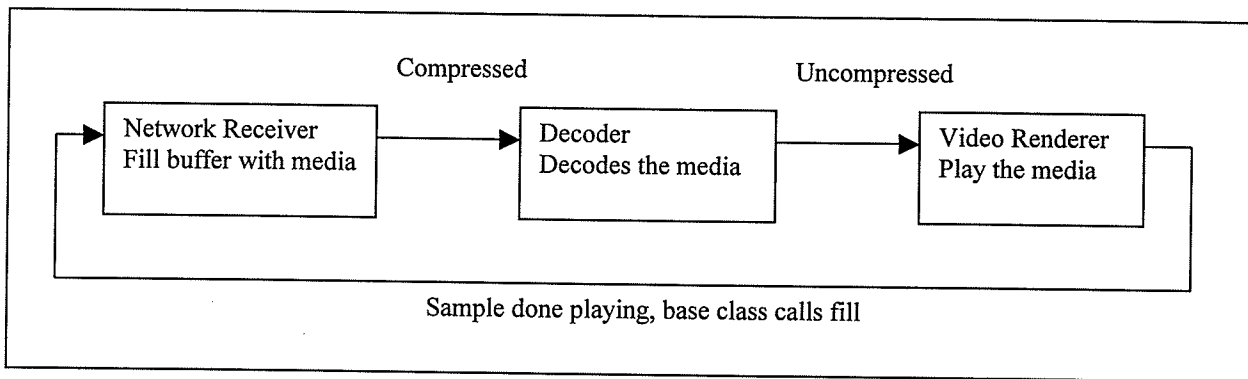 Compressed
Uncompressed
Network Receiver
Fill buffer with media
Decoder
Decodes the media
Video Renderer
Play the media
Sample done playing, base class calls fill